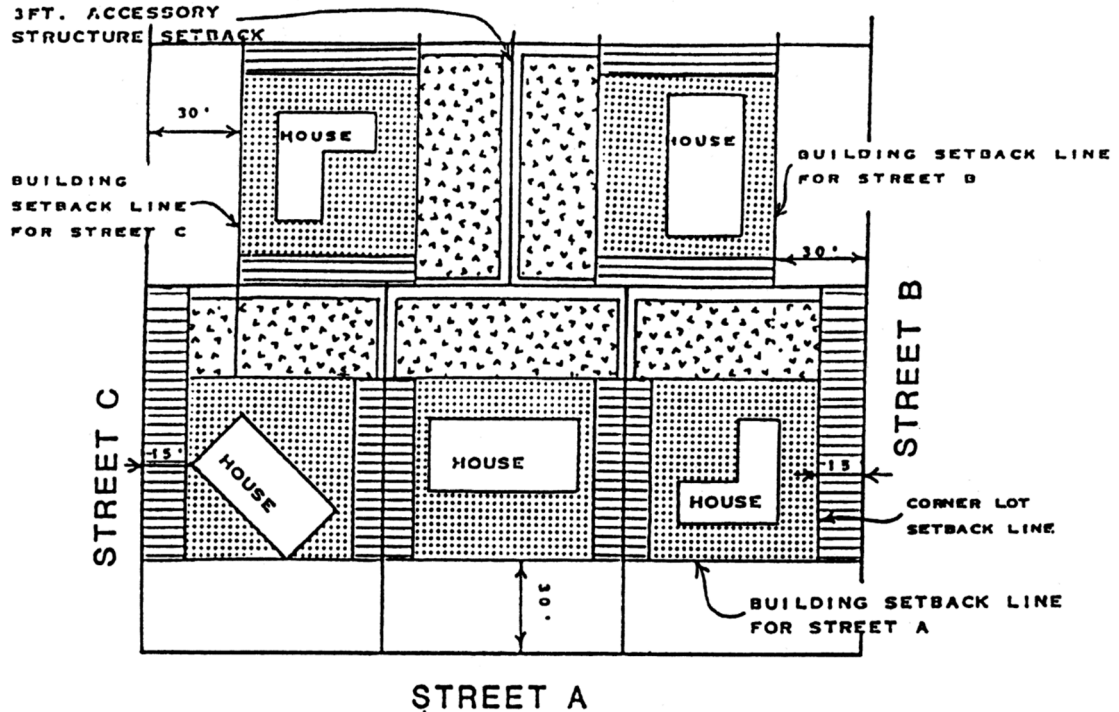 3FT. ACCESSORY
STRUCTURE SETBACK
30'
HOUSE
HOUSE
BUILDING SETBACK LINE
FOR STREET B
BUILDING
SETBACK LINE
FOR STREET C
30'
STREET B
STREET C
15'
HOUSE
HOUSE
HOUSE
15
CORNER LOT
SETBACK LINE
30'
BUILDING SETBACK LINE
FOR STREET A
STREET A